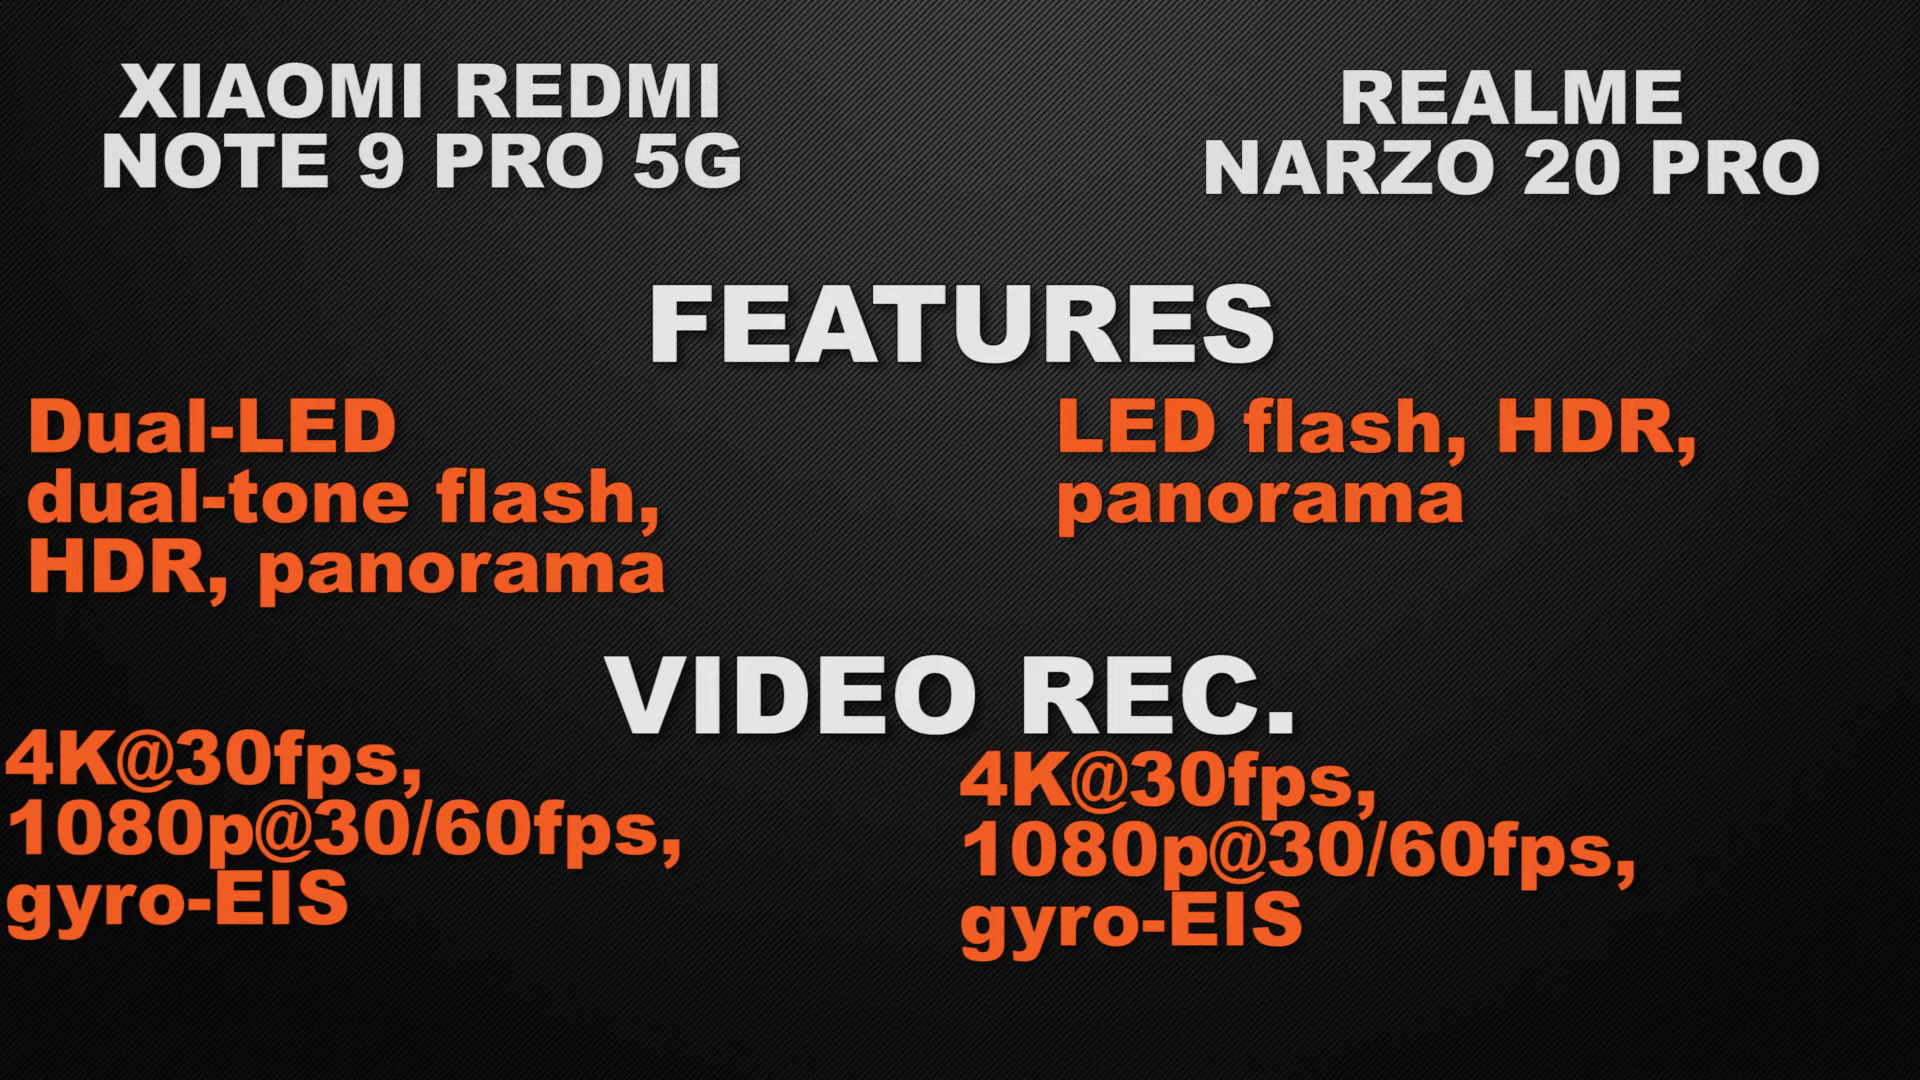 XIAOMI REDMI
NOTE 9 PRO 5G
REALME
NARZO 20 PRO
FEATURES
Dual-LED
dual-tone flash,
HDR, panorama
LED flash, HDR,
panorama
VIDEO REC.
4K@30fps,
1080p@30/60fps,
gyro-EIS
4K@30fps,
1080p@30/60fps,
gyro-EIS